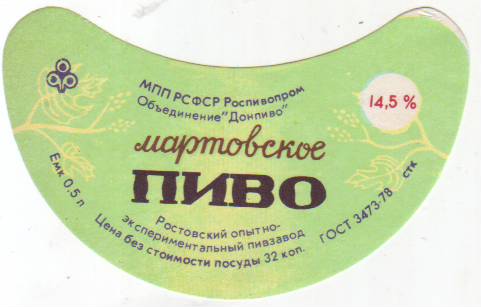 МПП РСФСР Роспивопром
Объединение "Донпиво"
14,5 %
мартовское
ПИВО
Емк 0,5 л
Ростовский опытно-
экспериментальный пивзавод
Цена без стоимости посуды 32 коп.
ГОСТ 3473-78 стк